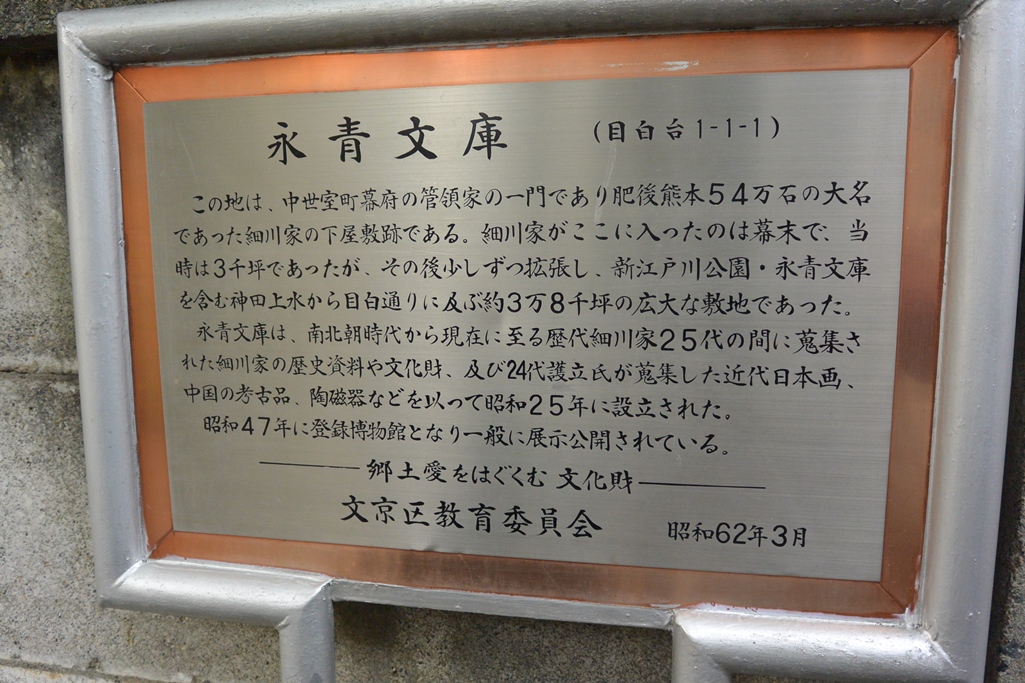 永青文庫 (目白台1-1-1)
この地は、中世室町幕府の管領家の一門であり肥後熊本54万石の大名
であった細川家の下屋敷跡である。細川家がここに入ったのは幕末で、当
時は3千坪であったが、その後少しずつ拡張し、新江戸川公園・永青文庫
を含む神田上水から目白通りに及ぶ約3万8千坪の広大な敷地であった。
永青文庫は、南北朝時代から現在に至る歴代細川家25代の間に蒐集さ
れた細川家の歴史資料や文化財、及び24代護立氏が蒐集した近代日本画、
中国の考古品、陶磁器などを以つて昭和25年に設立された。
昭和47年に登録博物館となり一般に展示公開されている。
郷土愛をはぐくむ 文化財
文京区教育委員会 昭和62年3月